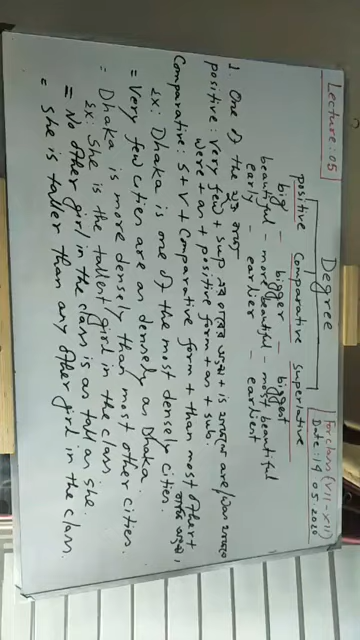 Lecture: 05
for class (VII - XII)
Date: 19.05.2020
Degree
positive Comparative Superlative
big - bigger - biggest
beautiful - more beautiful - most beautiful
early - earlier - earliest
1. One of the
positive: very few + sup + is are
were + as + positive form + as + sub.
Comparative: S + V + Comparative form + than most other +
Ex: Dhaka is one of the most densely cities.
= Very few cities are as densely as Dhaka.
= Dhaka is more densely than most other cities.
Ex: She is the tallest girl in the class.
= No other girl in the class is as tall as she.
= She is taller than any other girl in the class.